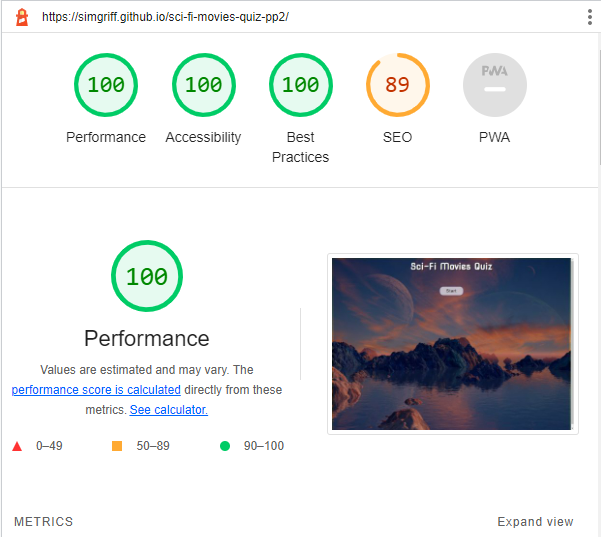 https://simgriff.github.io/sci-fi-movies-quiz-pp2/
100
100
100
89
PWA
Performance
Accessibility
Best
Practices
SEO
PWA
100
Performance
Values are estimated and may vary. The
performance score is calculated directly from these
metrics. See calculator.
0–49
50–89
90–100
Sci-Fi Movies Quiz
Start
METRICS
Expand view